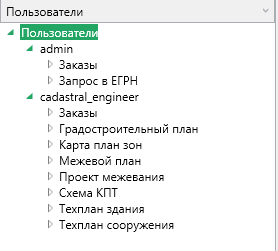 Пользователи
Пользователи
admin
Заказы
Запрос в ЕГРН
cadastral_engineer
Заказы
Градостроительный план
Карта план зон
Межевой план
Проект межевания
Схема КПТ
Техплан здания
Техплан сооружения